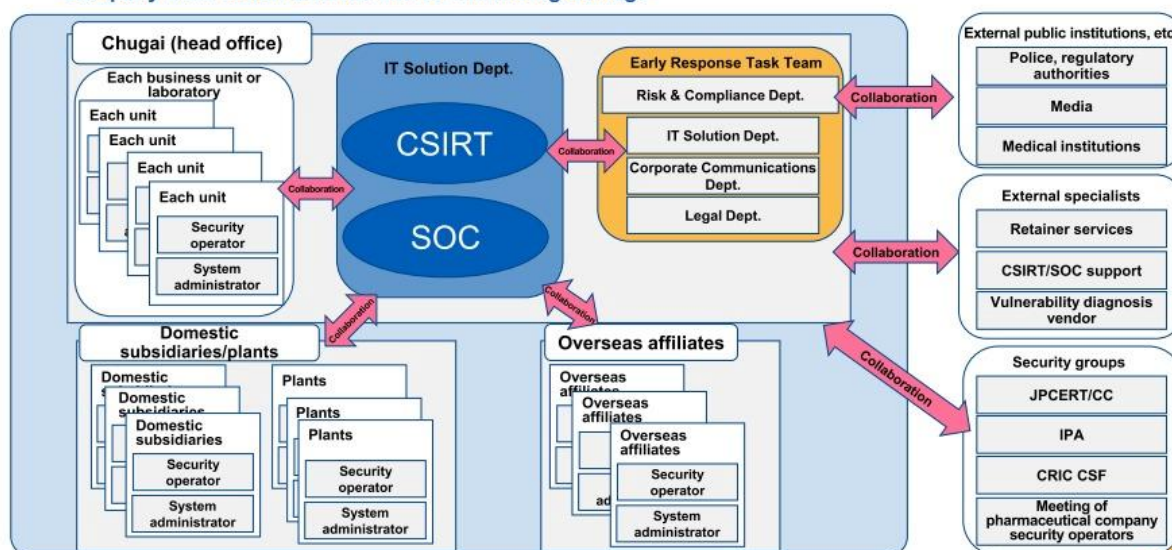 Chugai (head office)
Each business unit or
laboratory
Each unit
Each unit
Each unit
Each unit
Security
operator
System
administrator
Collaboration
IT Solution Dept.
CSIRT
SOC
Collaboration
Early Response Task Team
Risk & Compliance Dept.
IT Solution Dept.
Corporate Communications
Dept.
Legal Dept.
Collaboration
External public institutions, etc
Police, regulatory
authorities
Media
Medical institutions
Collaboration
External specialists
Retainer services
CSIRT/SOC support
Vulnerability diagnosis
vendor
Collaboration
Security groups
JPCERT/CC
IPA
CRIC CSF
Meeting of
pharmaceutical company
security operators
Collaboration
Domestic
subsidiaries/plants
Domestic
Domestic
subsidiaries
Domestic
subsidiaries
Security
operator
System
administrator
Plants
Plants
Plants
Security
operator
System
administrator
Collaboration
Overseas affiliates
Overseas
affiliates
Overseas
affiliates
Overseas
affiliates
Security
operator
System
administrator